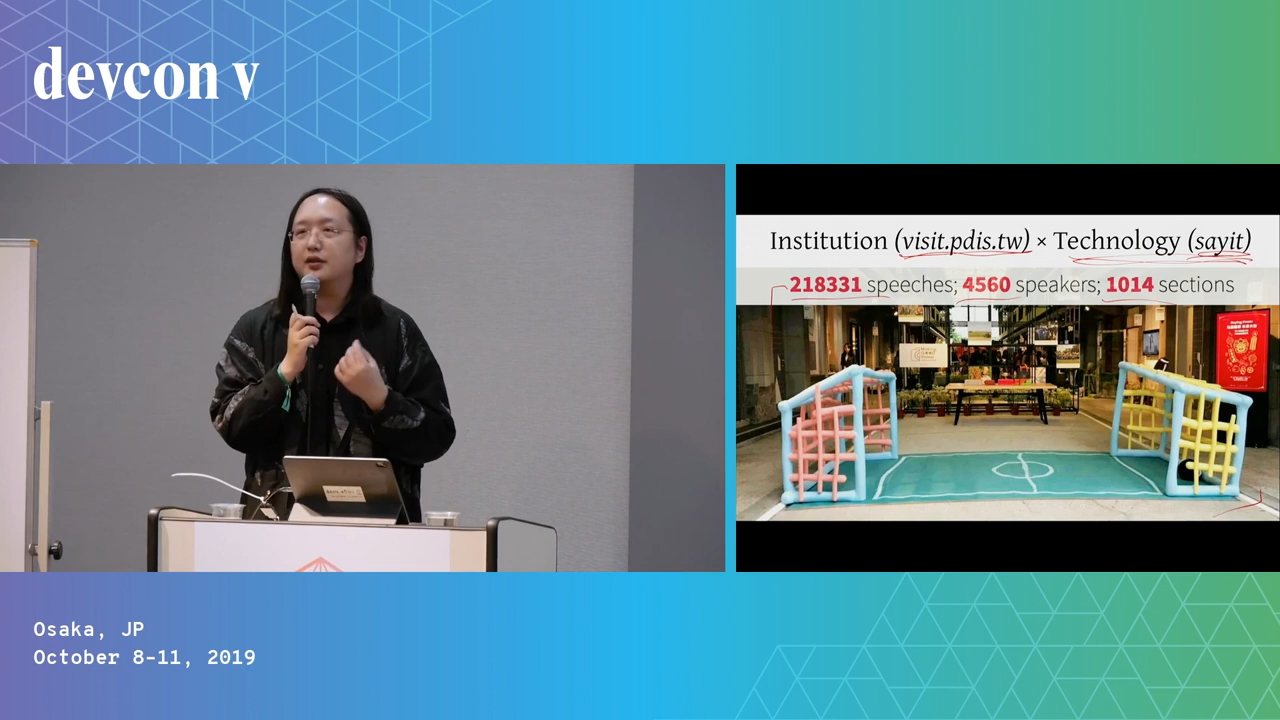 devcon v
Institution (visit.pdis.tw) × Technology (sayit)
218331 speeches; 4560 speakers; 1014 sections
Osaka, JP
October 8-11, 2019